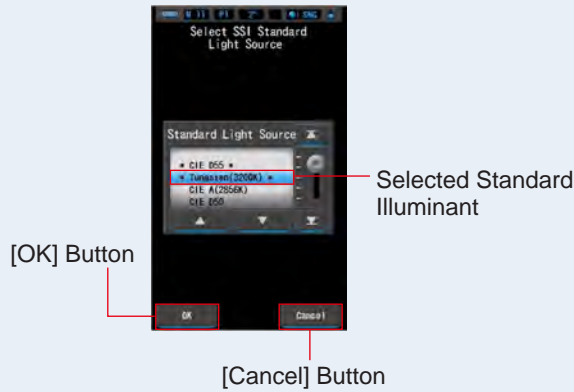 Select SSI Standard
Light Source
Standard Light Source
* CIE D55 *
* Tungsten(3200K) *
CIE A(2856K)
CIE D50
Selected Standard
Illuminant
[OK] Button
OK
Cancel
[Cancel] Button